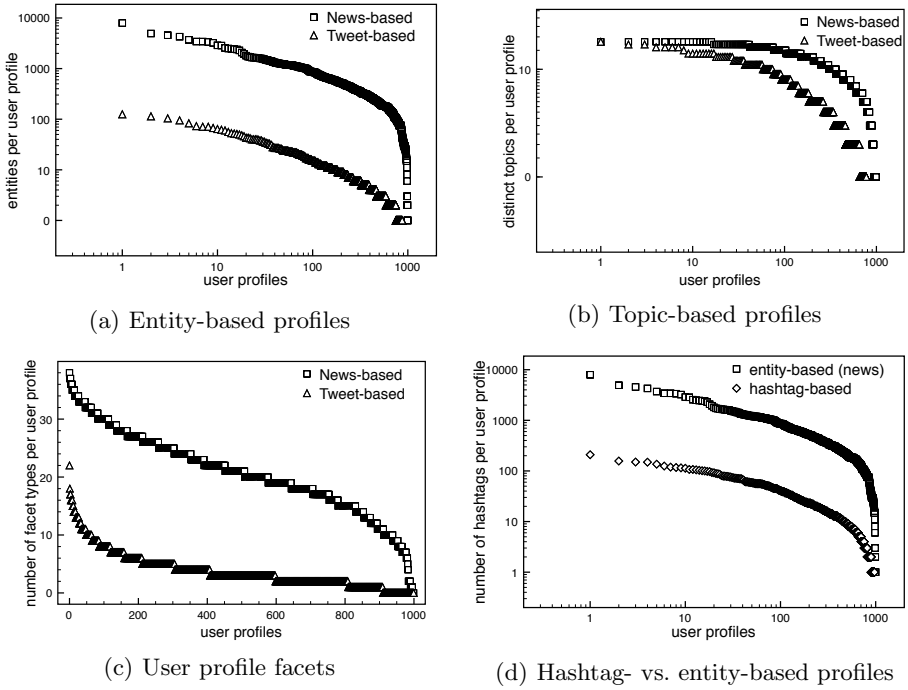 10000
1000
100
10
0
entities per user profile
News-based
Tweet-based
1
10
100
1000
user profiles
(a) Entity-based profiles
10
0
distinct topics per user profile
News-based
Tweet-based
1
10
100
1000
user profiles
(b) Topic-based profiles
30
20
10
0
number of facet types per user profile
News-based
Tweet-based
0
200
400
600
800
1000
user profiles
(c) User profile facets
10000
1000
100
10
1
number of hashtags per user profile
entity-based (news)
hashtag-based
1
10
100
1000
user profiles
(d) Hashtag- vs. entity-based profiles